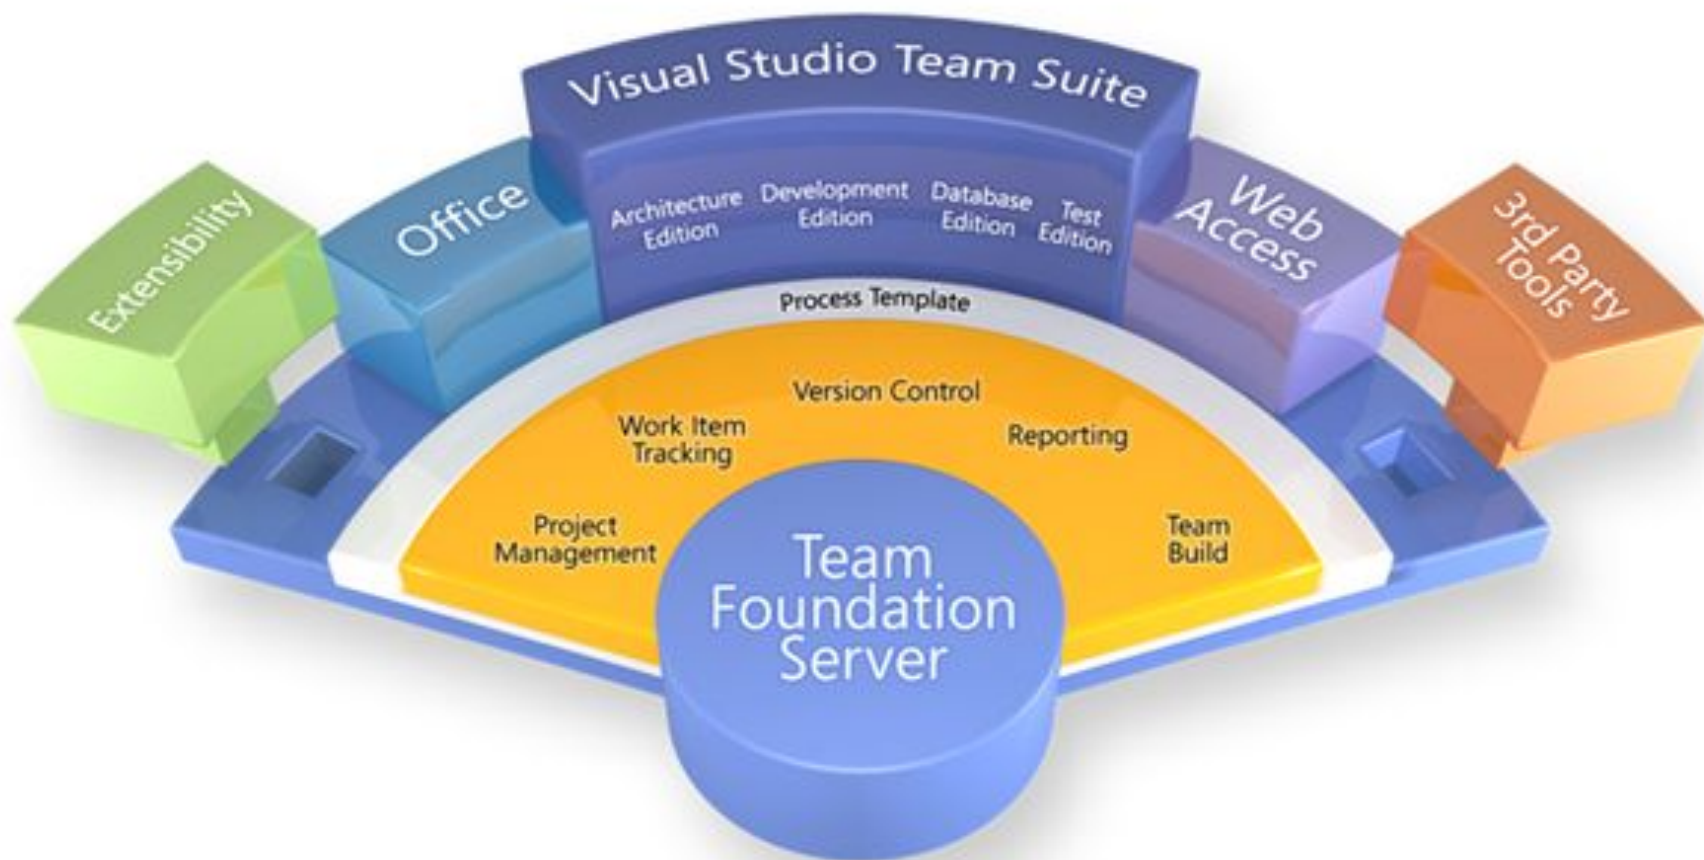 Visual Studio Team Suite
Architecture
Edition
Development
Edition
Database
Edition
Test
Edition
Extensibility
Office
Web
Access
3rd Party
Tools
Process Template
Version Control
Work Item
Tracking
Reporting
Project
Management
Team
Build
Team
Foundation
Server